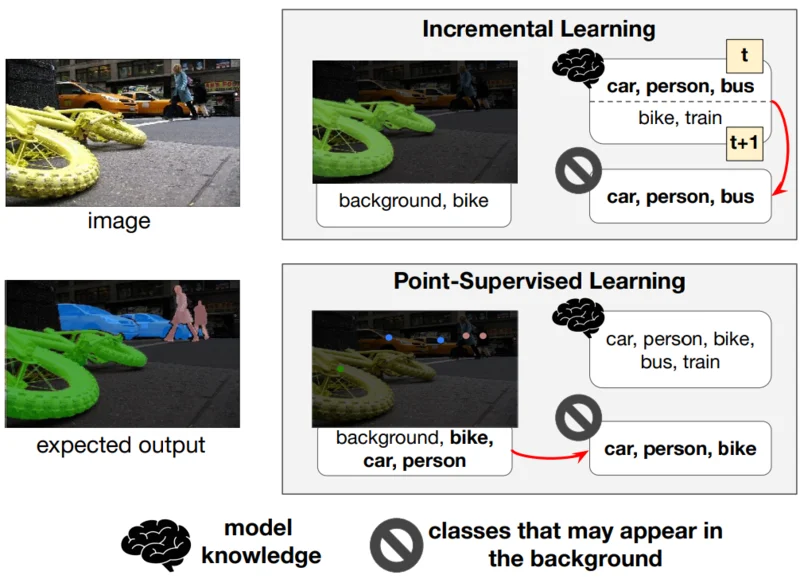 Incremental Learning
image
background, bike
t
car, person, bus
bike, train
t+1
car, person, bus
Point-Supervised Learning
expected output
background, bike,
car, person
car, person, bike,
bus, train
car, person, bike
model
knowledge
classes that may appear in
the background